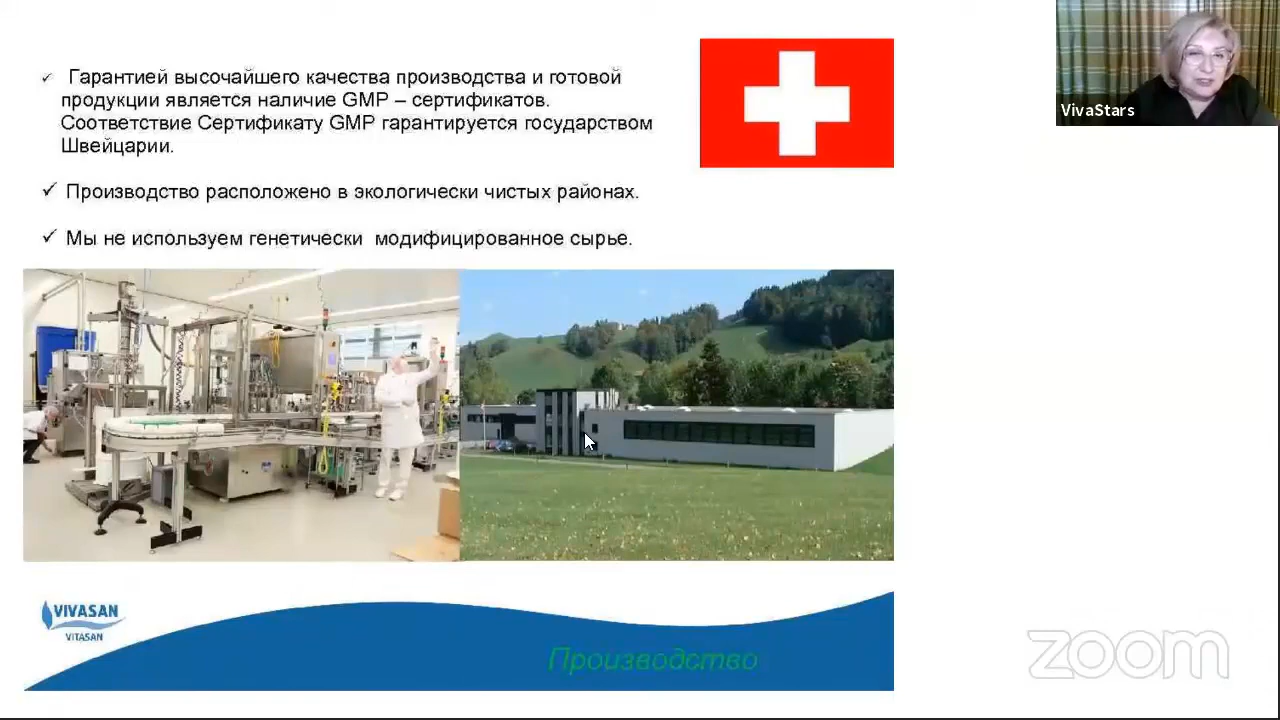 ✓ Гарантией высочайшего качества производства и готовой
продукции является наличие GMP – сертификатов.
Соответствие Сертификату GMP гарантируется государством
Швейцарии.
✓ Производство расположено в экологически чистых районах.
✓ Мы не используем генетически модифицированное сырье.
VivaStars
VIVASAN
VITASAN
Производство
zoom